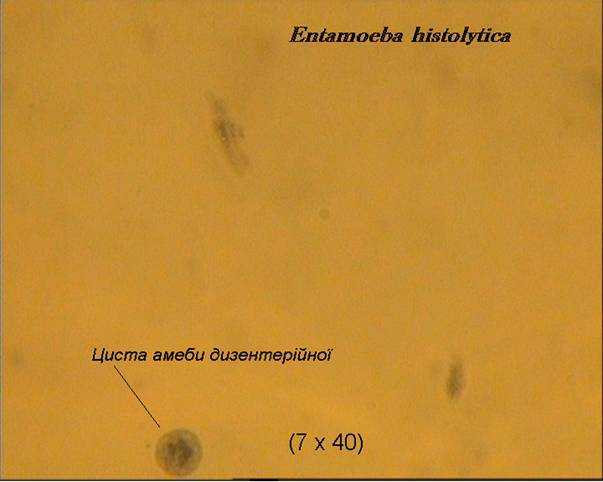 Entamoeba histolytica
Циста амеби дизентерійної
(7 x 40)